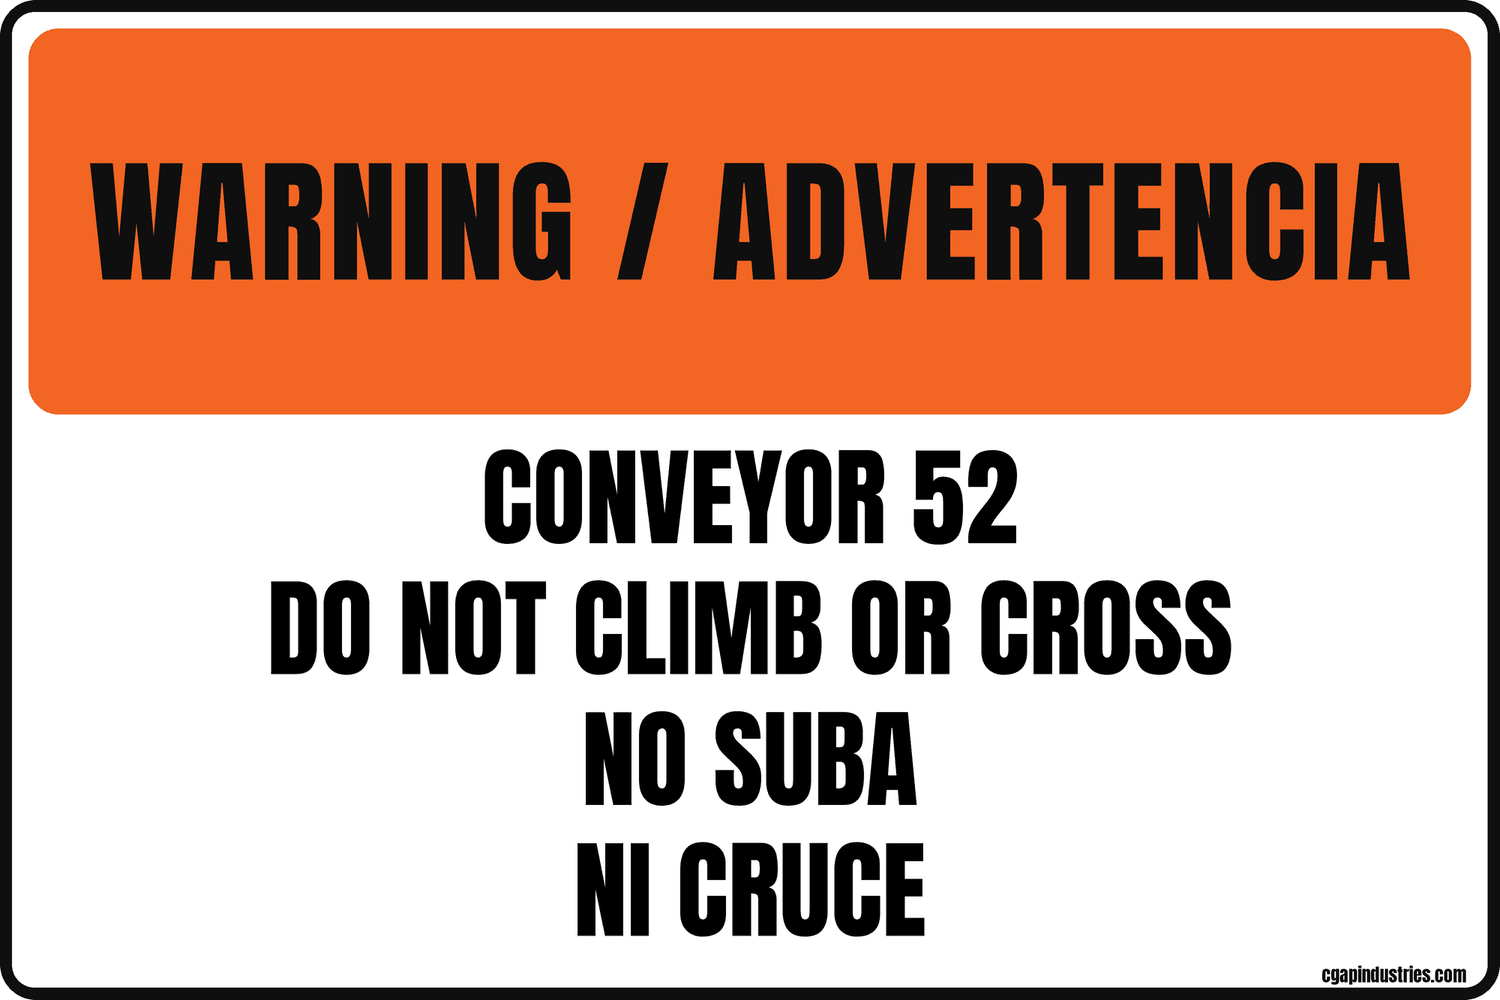 WARNING / ADVERTENCIA
CONVEYOR 52
DO NOT CLIMB OR CROSS
NO SUBA
NI CRUCE
cgapindustries.com